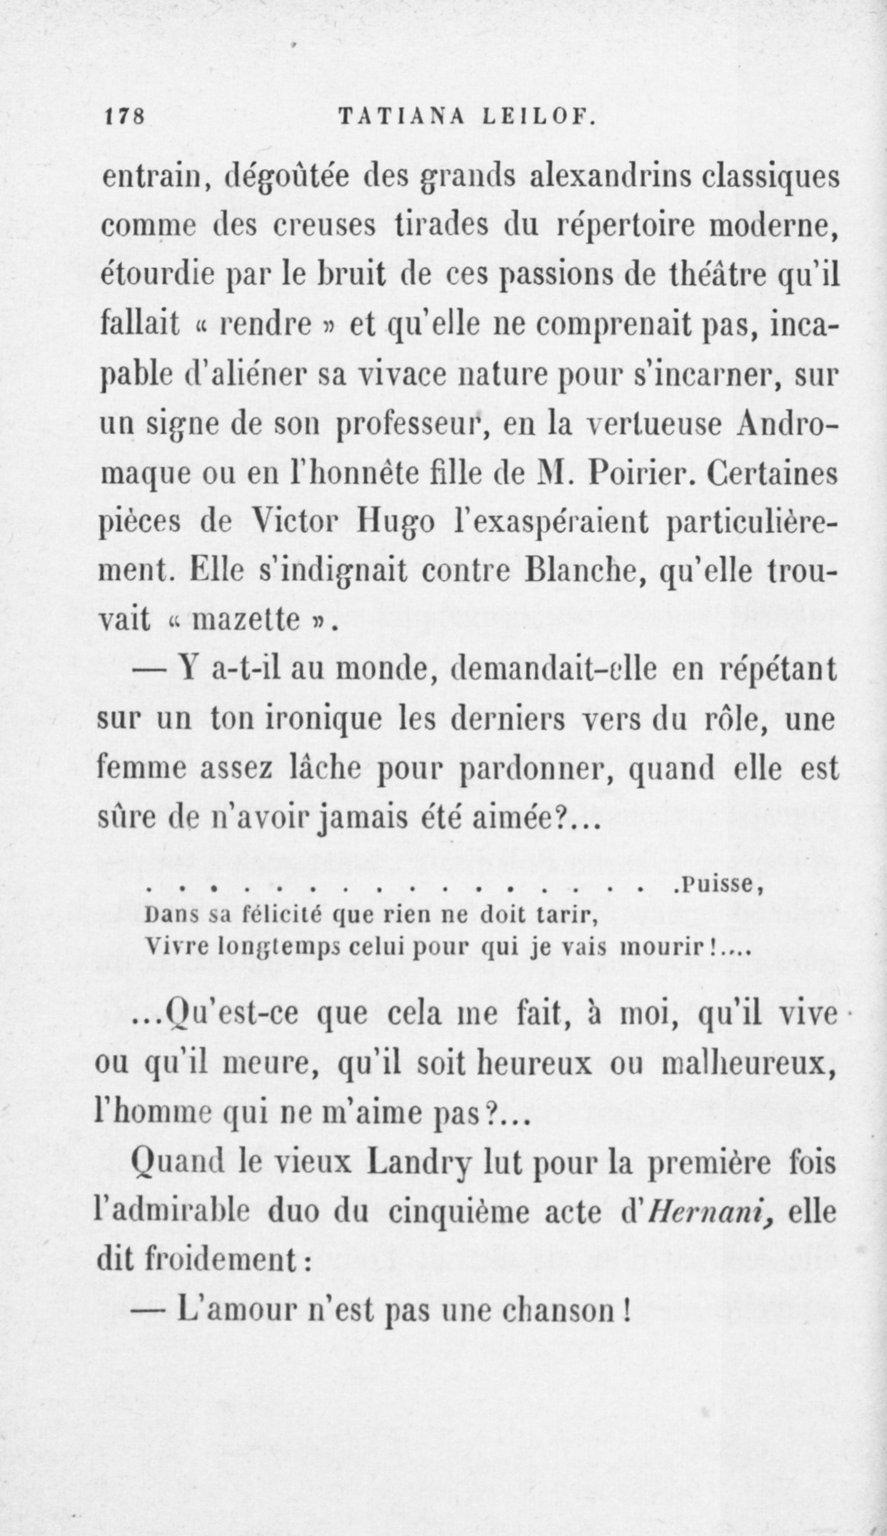 178 TATIANA LEILOF.
entrain, dégoûtée des grands alexandrins classiques
comme des creuses tirades du répertoire moderne,
étourdie par le bruit de ces passions de théâtre qu'il
fallait « rendre » et qu'elle ne comprenait pas, inca-
pable d'aliéner sa vivace nature pour s'incarner, sur
un signe de son professeur, en la vertueuse Andro-
maque ou en l'honnête fille de M. Poirier. Certaines
pièces de Victor Hugo l'exaspéraient particulière-
ment. Elle s'indignait contre Blanche, qu'elle trou-
vait « mazette ».
— Y a-t-il au monde, demandait-elle en répétant
sur un ton ironique les derniers vers du rôle, une
femme assez lâche pour pardonner, quand elle est
sûre de n'avoir jamais été aimée?...
. . . . . . . . . . . . . . . . .Puisse,
Dans sa félicité que rien ne doit tarir,
Vivre longtemps celui pour qui je vais mourir!....
...Qu'est-ce que cela me fait, à moi, qu'il vive
ou qu'il meure, qu'il soit heureux ou malheureux,
l'homme qui ne m'aime pas?...
Quand le vieux Landry lut pour la première fois
l'admirable duo du cinquième acte d'Hernani, elle
dit froidement :
— L'amour n'est pas une chanson !